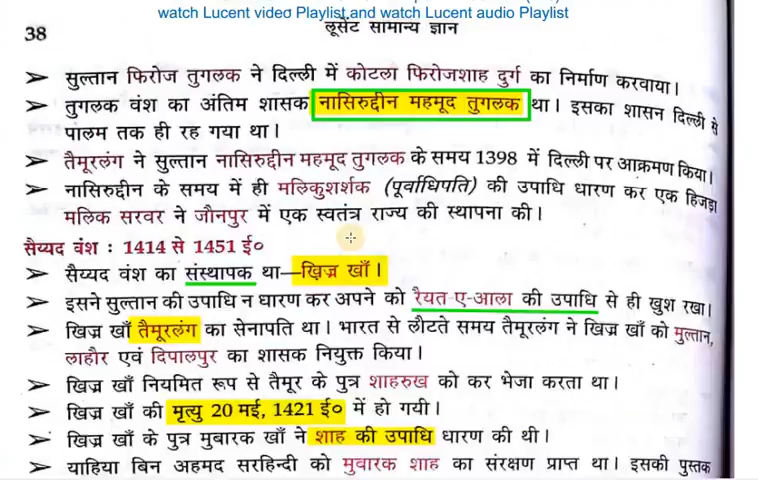 watch Lucent video Playlist,and watch Lucent audio Playlist
38
लूसेंट सामान्य ज्ञान
➤ सुल्तान फिरोज तुगलक ने दिल्ली में कोटला फिरोजशाह दुर्ग का निर्माण करवाया।
➤ तुगलक वंश का अंतिम शासक नासिरुद्दीन महमूद तुगलक था। इसका शासन दिल्ली से
पालम तक ही रह गया था।
➤ तैमूरलंग ने सुल्तान नासिरुद्दीन महमूद तुगलक के समय 1398 में दिल्ली पर आक्रमण किया।
➤ नासिरुद्दीन के समय में ही मलिकुशर्शक (पूर्वाधिपति) की उपाधि धारण कर एक हिजड़ा
मलिक सरवर ने जौनपुर में एक स्वतंत्र राज्य की स्थापना की।
सैय्यद वंश : 1414 से 1451 ई०
➤ सैय्यद वंश का संस्थापक था—खिज्र खाँ।
➤ इसने सुल्तान की उपाधि न धारण कर अपने को रैयत-ए-आला की उपाधि से ही खुश रखा।
➤ खिज्र खाँ तैमूरलंग का सेनापति था। भारत से लौटते समय तैमूरलंग ने खिज्र खाँ को मुल्तान,
लाहौर एवं दिपालपुर का शासक नियुक्त किया।
➤ खिज्र खाँ नियमित रूप से तैमूर के पुत्र शाहरुख को कर भेजा करता था।
➤ खिज्र खाँ की मृत्यु 20 मई, 1421 ई० में हो गयी।
➤ खिज्र खाँ के पुत्र मुबारक खाँ ने शाह की उपाधि धारण की थी।
➤ याहिया बिन अहमद सरहिन्दी को मुबारक शाह का संरक्षण प्राप्त था। इसकी पुस्तक